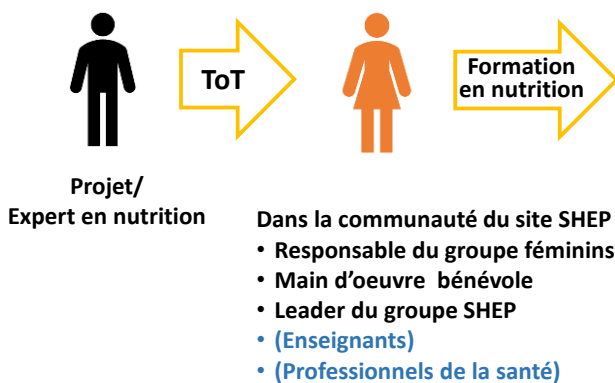 ToT
Formation
en nutrition
Projet/
Expert en nutrition
Dans la communauté du site SHEP
• Responsable du groupe féminins
• Main d'oeuvre bénévole
• Leader du groupe SHEP
• (Enseignants)
• (Professionnels de la santé)